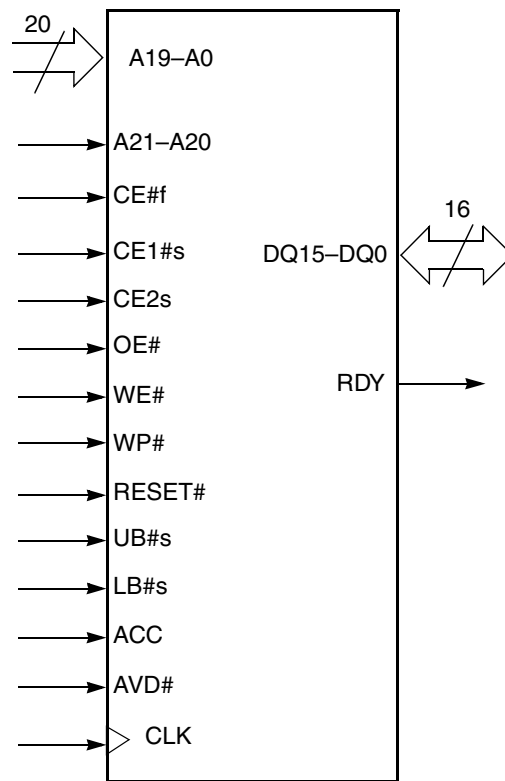 20
A19–A0
A21–A20
CE#f
CE1#s
CE2s
OE#
WE#
WP#
RESET#
UB#s
LB#s
ACC
AVD#
CLK
16
DQ15–DQ0
RDY